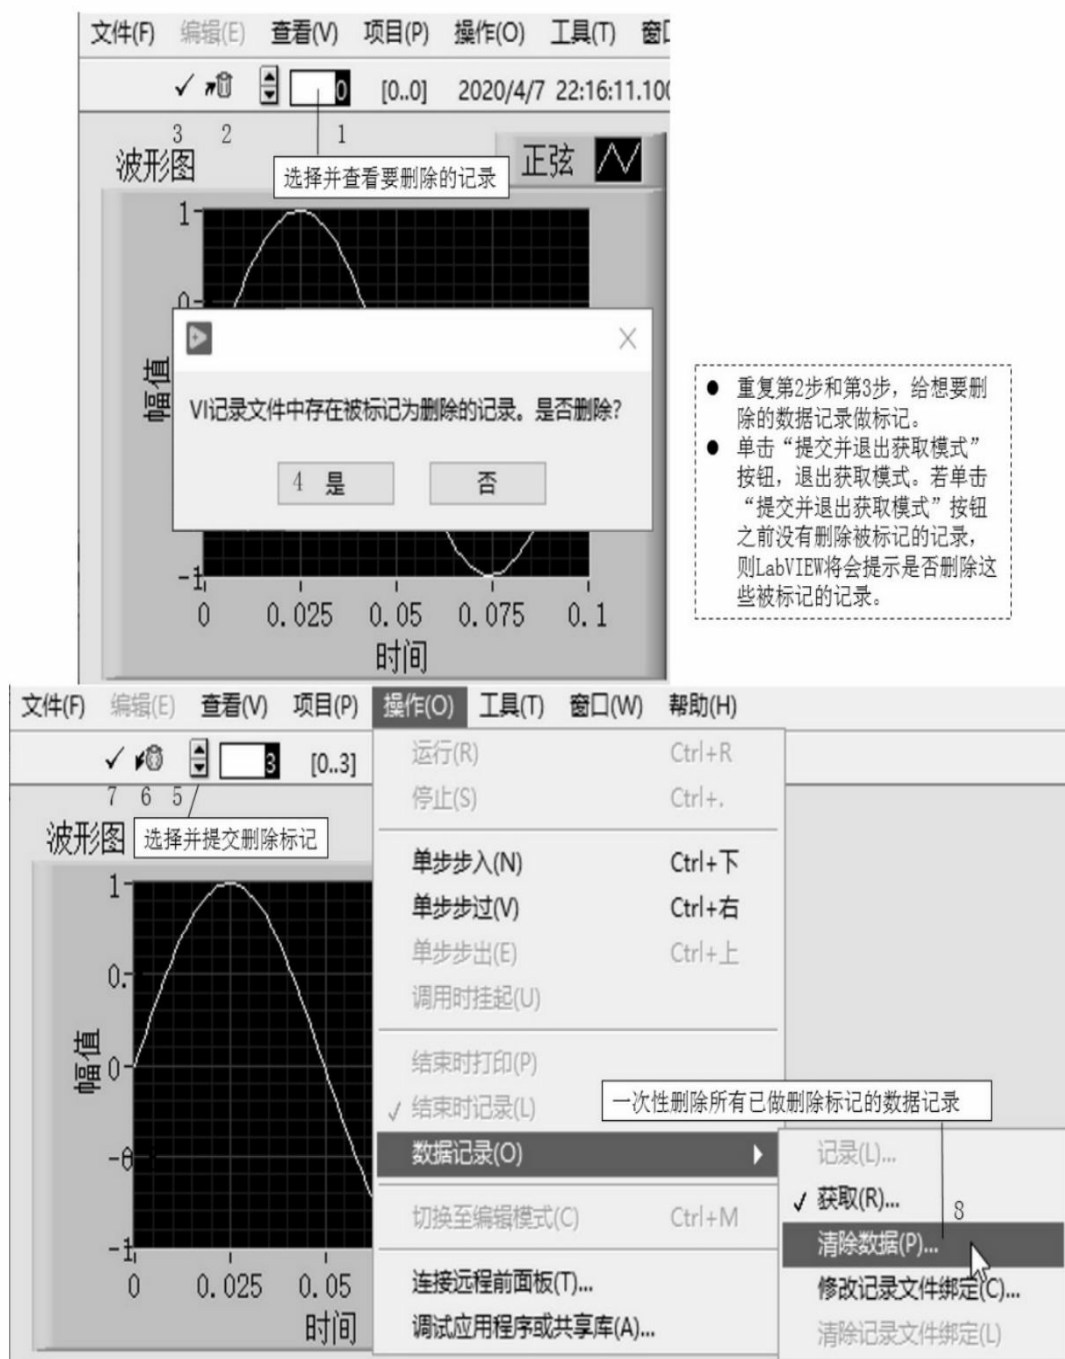 文件(F) 编辑(E) 查看(V) 项目(P) 操作(O) 工具(T)
0 [0..0] 2020/4/7 22:16:11.100
3 2 1
波形图
选择并查看要删除的记录
正弦
1
0
VI记录文件中存在被标记为删除的记录。是否删除?
4 是 否
幅值
-1
0 0.025 0.05 0.075 0.1
时间
● 重复第2步和第3步,给想要删
除的数据记录做标记。
● 单击“提交并退出获取模式”
按钮,退出获取模式。若单击
“提交并退出获取模式”按钮
之前没有删除被标记的记录,
则LabVIEW将会提示是否删除这
些被标记的记录。
文件(F) 编辑(E) 查看(V) 项目(P) 操作(O) 工具(T) 窗口(W) 帮助(H)
3 [0..3]
7 6 5
波形图
选择并提交删除标记
1
0.
幅值
0
-1
0 0.025 0.05
时间
运行(R) Ctrl+R
停止(S) Ctrl+.
单步步入(N) Ctrl+下
单步步过(V) Ctrl+右
单步步出(E) Ctrl+上
调用时挂起(U)
结束时打印(P)
√ 结束时记录(L)
一次性删除所有已做删除标记的数据记录
数据记录(O)
切换至编辑模式(C) Ctrl+M
连接远程前面板(T)...
调试应用程序或共享库(A)...
记录(L)...
√ 获取(R)...
8
清除数据(P)...
修改记录文件绑定(C)...
清除记录文件绑定(L)